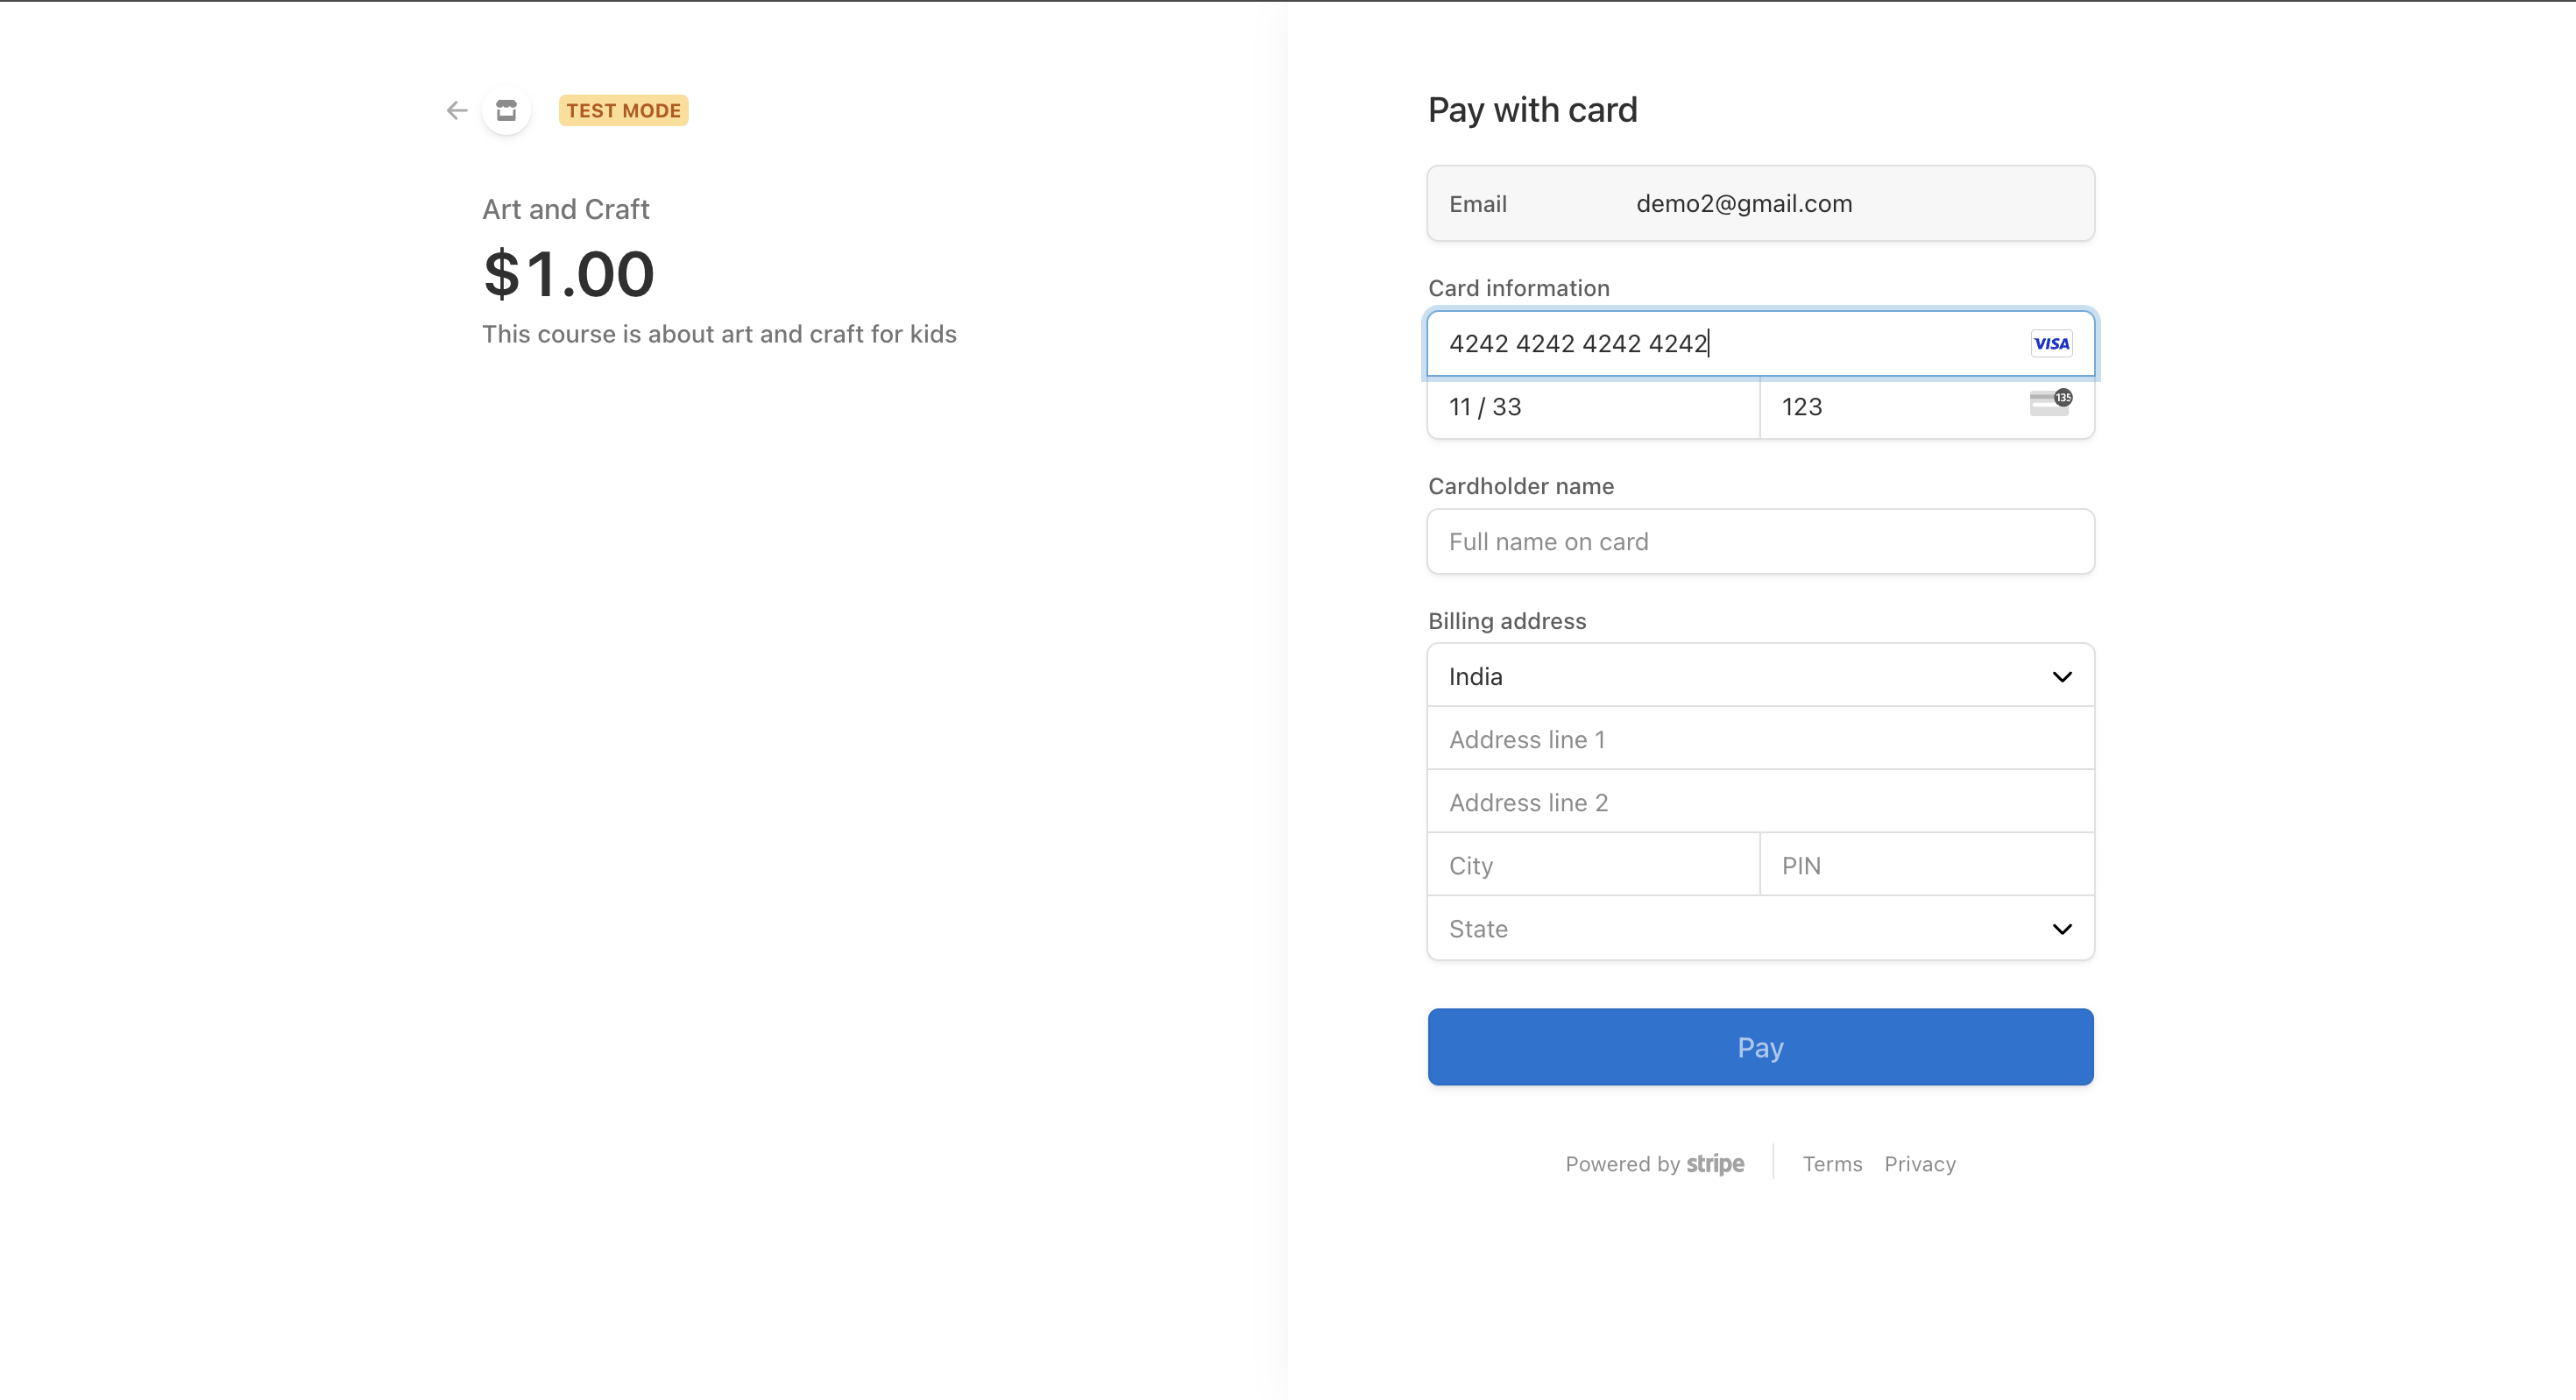 TEST MODE
Art and Craft
$1.00
This course is about art and craft for kids
Pay with card
Email demo2@gmail.com
Card information
4242 4242 4242 4242 VISA
11 / 33 123 135
Cardholder name
Full name on card
Billing address
India
Address line 1
Address line 2
City PIN
State
Pay
Powered by stripe Terms Privacy